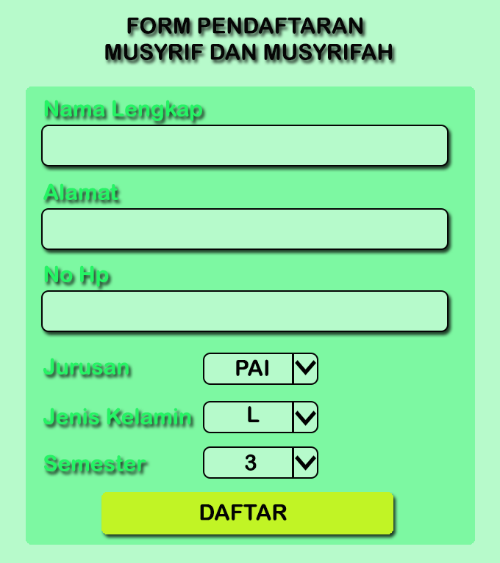 FORM PENDAFTARAN
MUSYRIF DAN MUSYRIFAH
Nama Lengkap
Alamat
No Hp
Jurusan PAI
Jenis Kelamin L
Semester 3
DAFTAR